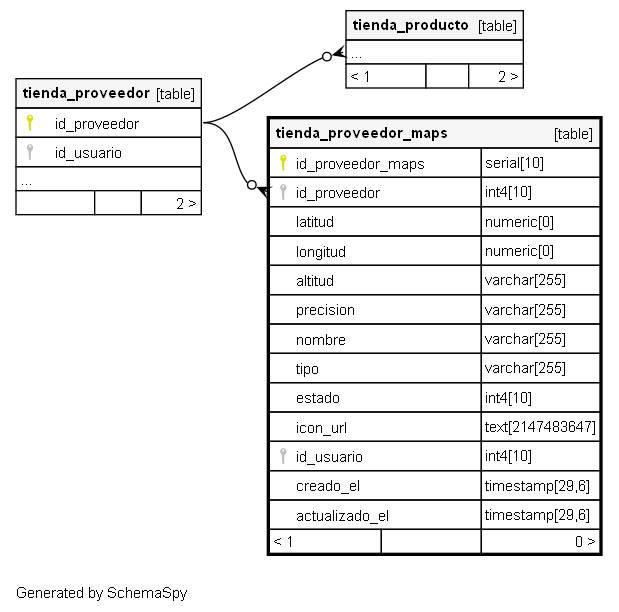 tienda_producto [table]
...
< 1 2 >
tienda_proveedor [table]
id_proveedor
id_usuario
...
2 >
tienda_proveedor_maps [table]
id_proveedor_maps serial[10]
id_proveedor int4[10]
latitud numeric[0]
longitud numeric[0]
altitud varchar[255]
precision varchar[255]
nombre varchar[255]
tipo varchar[255]
estado int4[10]
icon_url text[2147483647]
id_usuario int4[10]
creado_el timestamp[29,6]
actualizado_el timestamp[29,6]
< 1 0 >
Generated by SchemaSpy